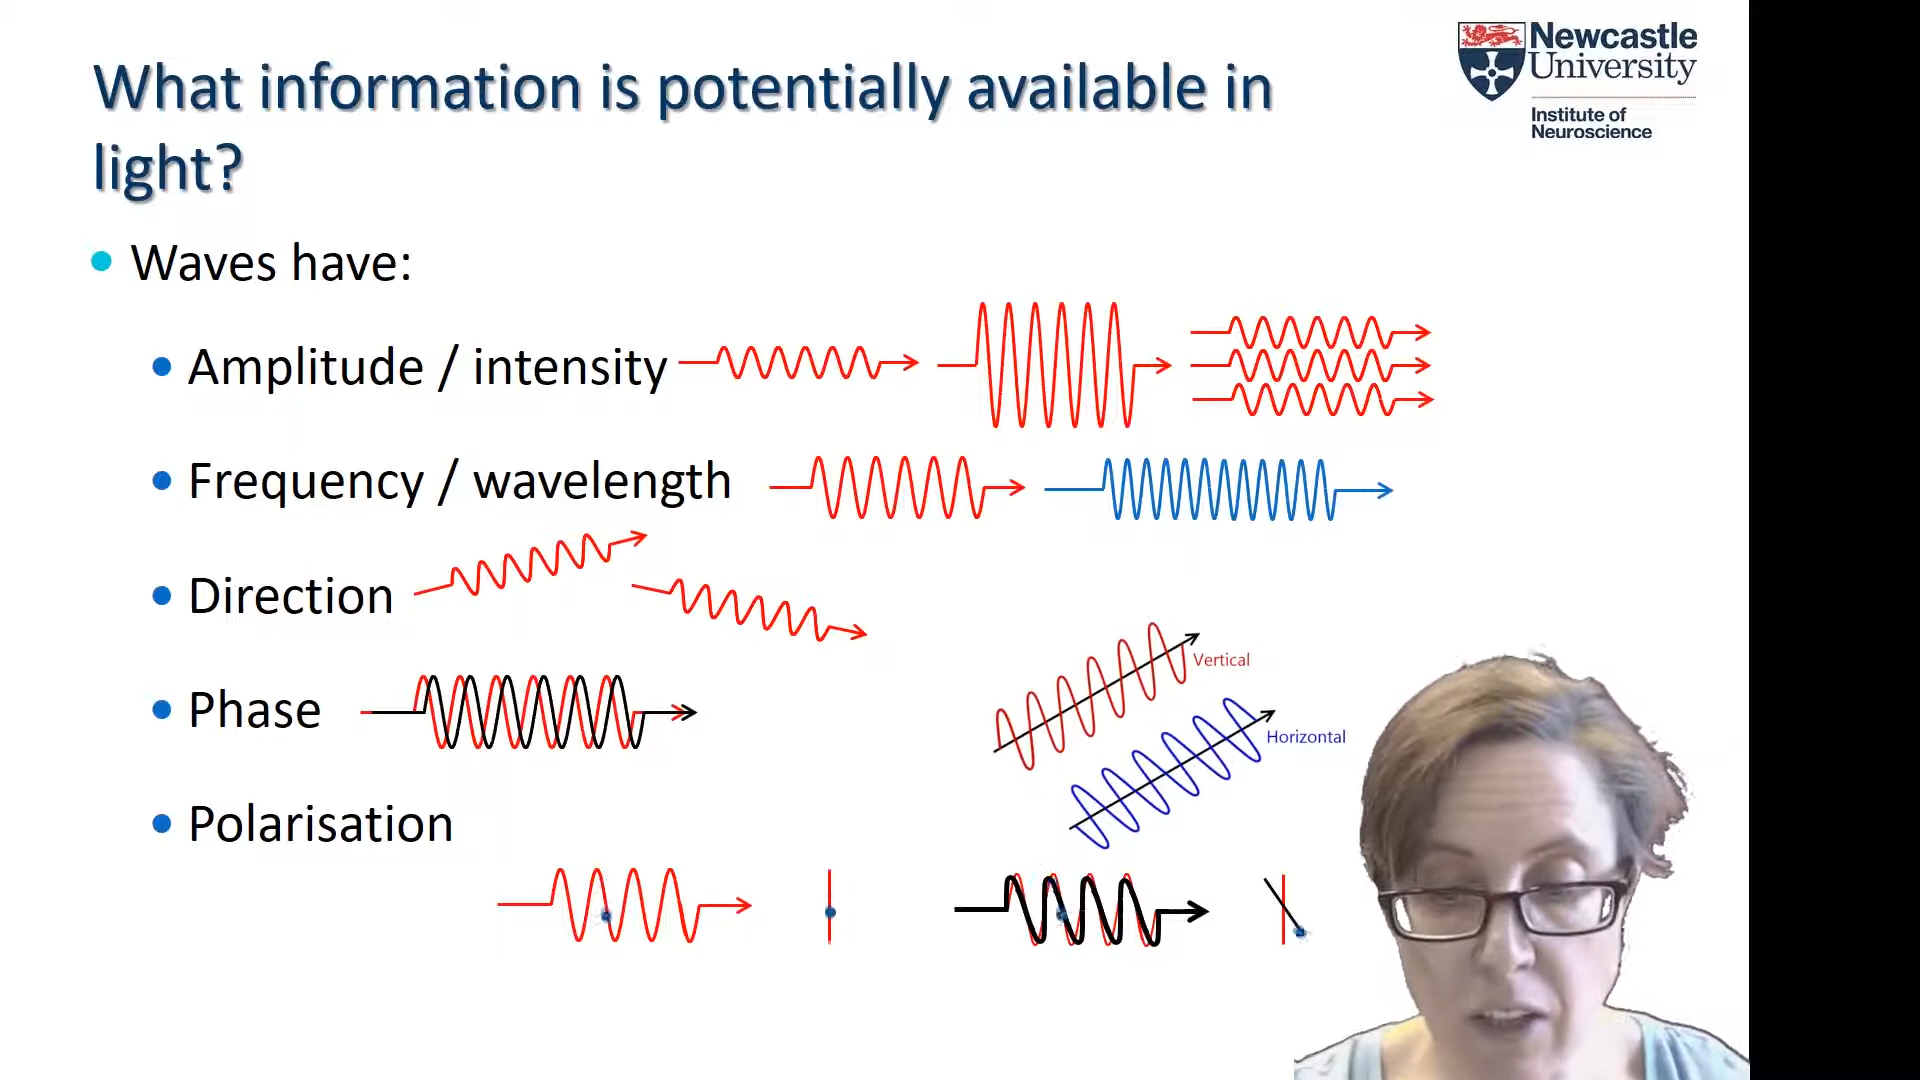 What information is potentially available in
light?
Newcastle
University
Institute of
Neuroscience
Waves have:
Amplitude / intensity
Frequency / wavelength
Direction
Phase
Vertical
Horizontal
Polarisation